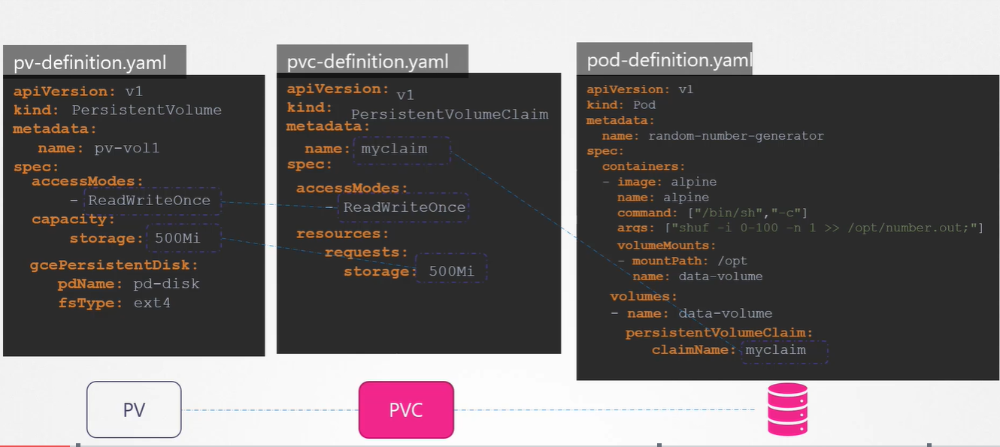 pv-definition.yaml
apiVersion: v1
kind: PersistentVolume
metadata:
name: pv-vol1
spec:
accessModes:
- ReadWriteOnce
capacity:
storage: 500Mi
gcePersistentDisk:
pdName: pd-disk
fsType: ext4
pvc-definition.yaml
apiVersion: v1
kind: PersistentVolumeClaim
metadata:
name: myclaim
spec:
accessModes:
- ReadWriteOnce
resources:
requests:
storage: 500Mi
pod-definition.yaml
apiVersion: v1
kind: Pod
metadata:
name: random-number-generator
spec:
containers:
- image: alpine
name: alpine
command: ["/bin/sh","-c"]
args: ["shuf -i 0-100 -n 1 >> /opt/number.out;"]
volumeMounts:
- mountPath: /opt
name: data-volume
volumes:
- name: data-volume
persistentVolumeClaim:
claimName: myclaim
PV
PVC